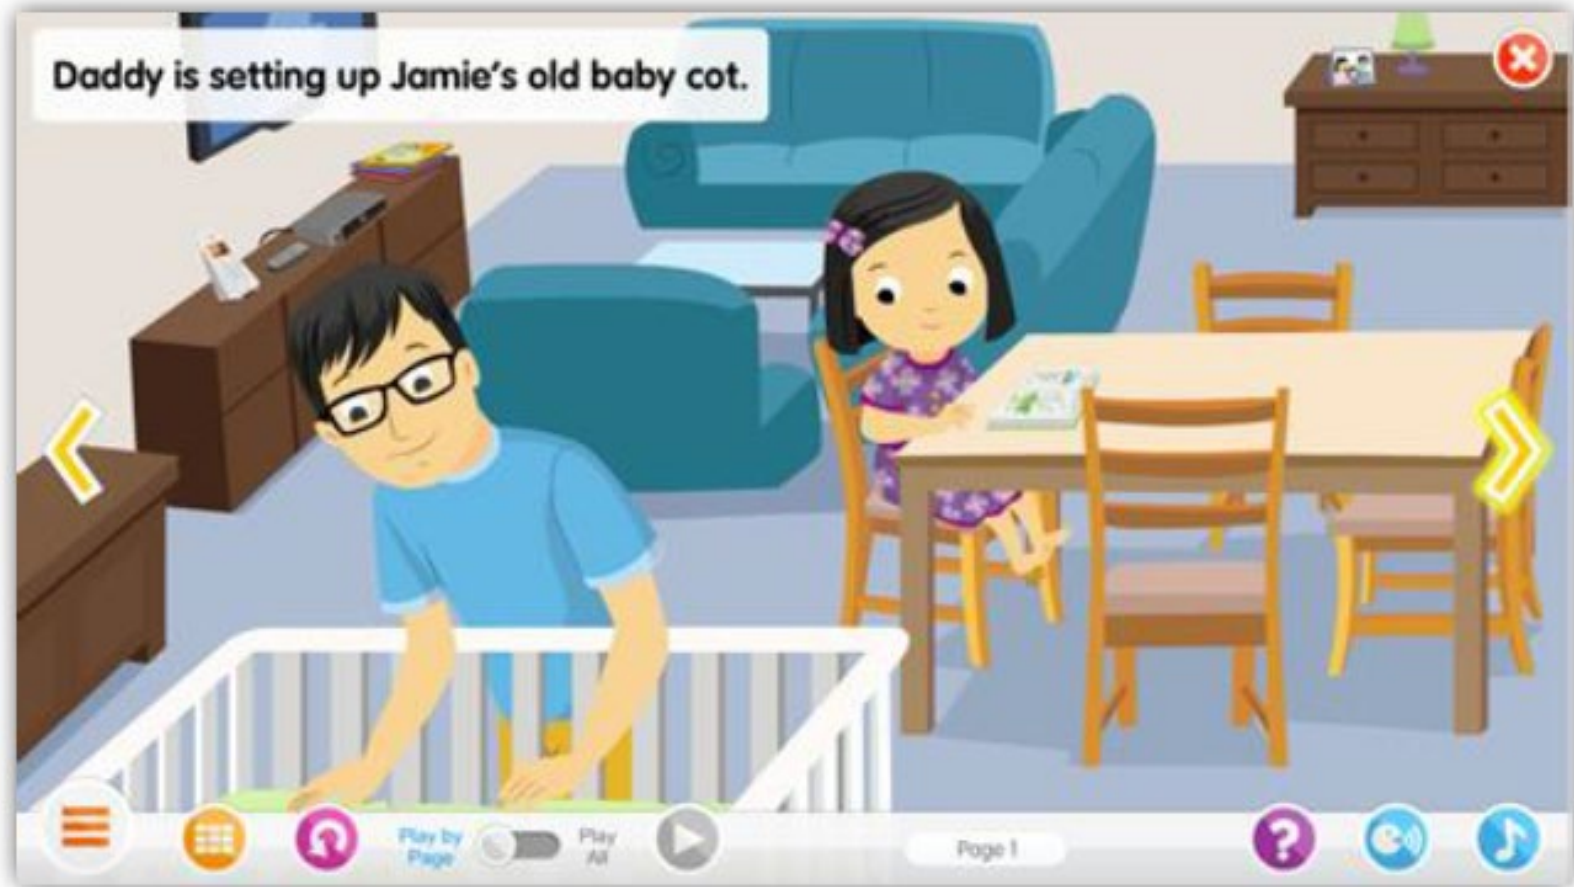 Daddy is setting up Jamie's old baby cot.
Play by
Page
Play
All
Page 1
?